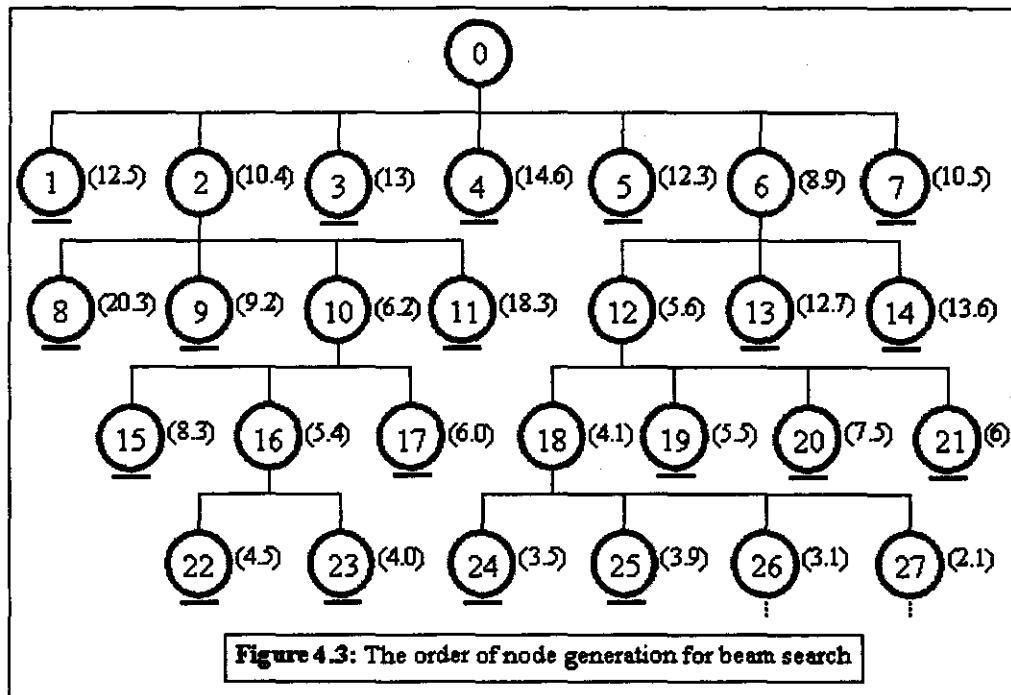 0
1 (12.5) 2 (10.4) 3 (13) 4 (14.6) 5 (12.3) 6 (8.9) 7 (10.5)
8 (20.3) 9 (9.2) 10 (6.2) 11 (18.3) 12 (5.6) 13 (12.7) 14 (13.6)
15 (8.3) 16 (5.4) 17 (6.0) 18 (4.1) 19 (5.5) 20 (7.5) 21 (6)
22 (4.5) 23 (4.0) 24 (3.5) 25 (3.9) 26 (3.1) 27 (2.1)
Figure 4.3: The order of node generation for beam search